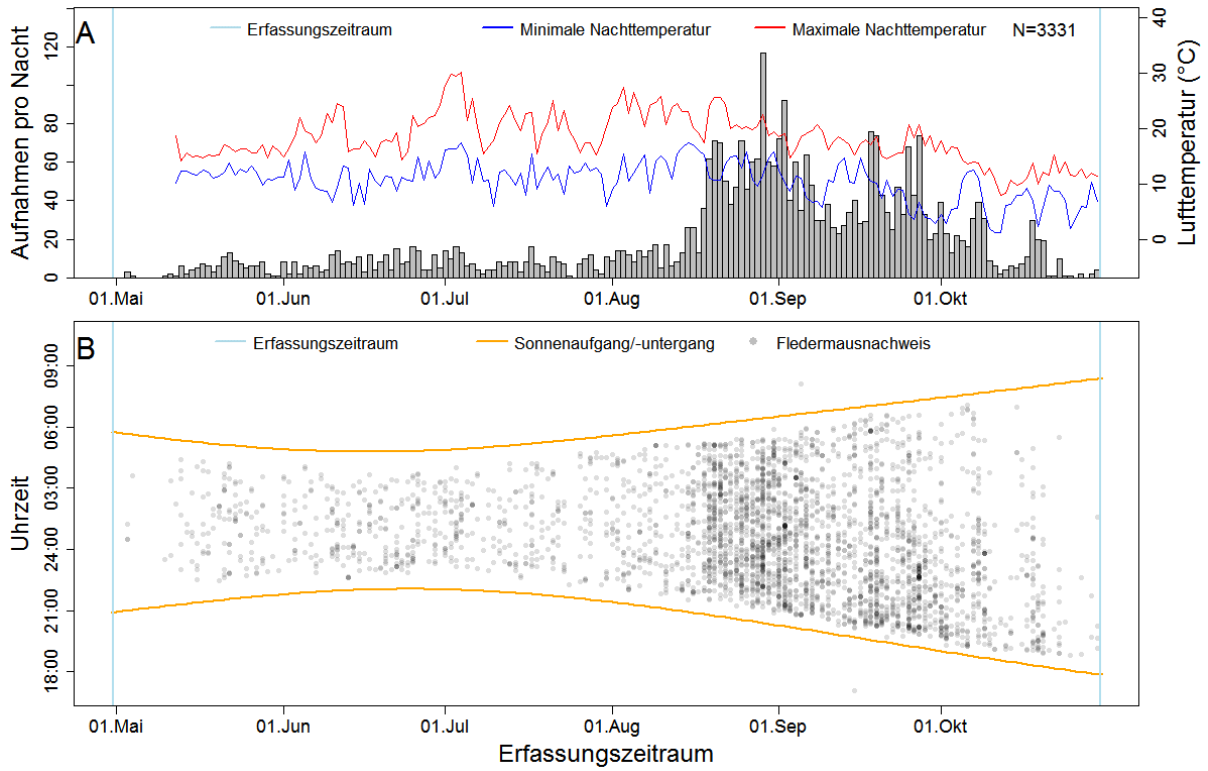 A
Erfassungszeitraum
Minimale Nachttemperatur
Maximale Nachttemperatur
N=3331
Aufnahmen pro Nacht
0
20
40
60
80
120
Lufttemperatur (°C)
0
10
20
30
40
01.Mai
01.Jun
01.Jul
01.Aug
01.Sep
01.Okt
B
Erfassungszeitraum
Sonnenaufgang/-untergang
Fledermausnachweis
Uhrzeit
18:00
21:00
24:00
03:00
06:00
09:00
01.Mai
01.Jun
01.Jul
01.Aug
01.Sep
01.Okt
Erfassungszeitraum